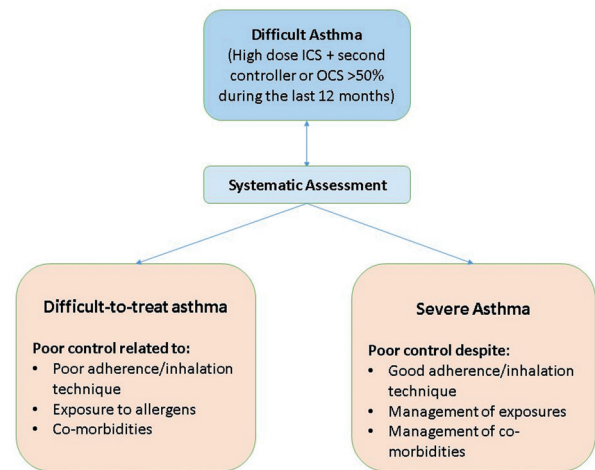 Difficult Asthma
(High dose ICS + second
controller or OCS >50%
during the last 12 months)
Systematic Assessment
Difficult-to-treat asthma
Poor control related to:
• Poor adherence/inhalation
technique
• Exposure to allergens
• Co-morbidities
Severe Asthma
Poor control despite:
• Good adherence/inhalation
technique
• Management of exposures
• Management of co-
morbidities